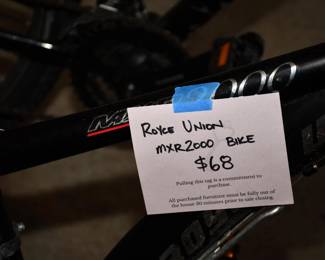 ROYCE UNION
MXR2000 BIKE
$68
Pulling this tag is a commitment to
purchase.
All purchased furniture must be fully out of
the house 30 minutes prior to sale closing.